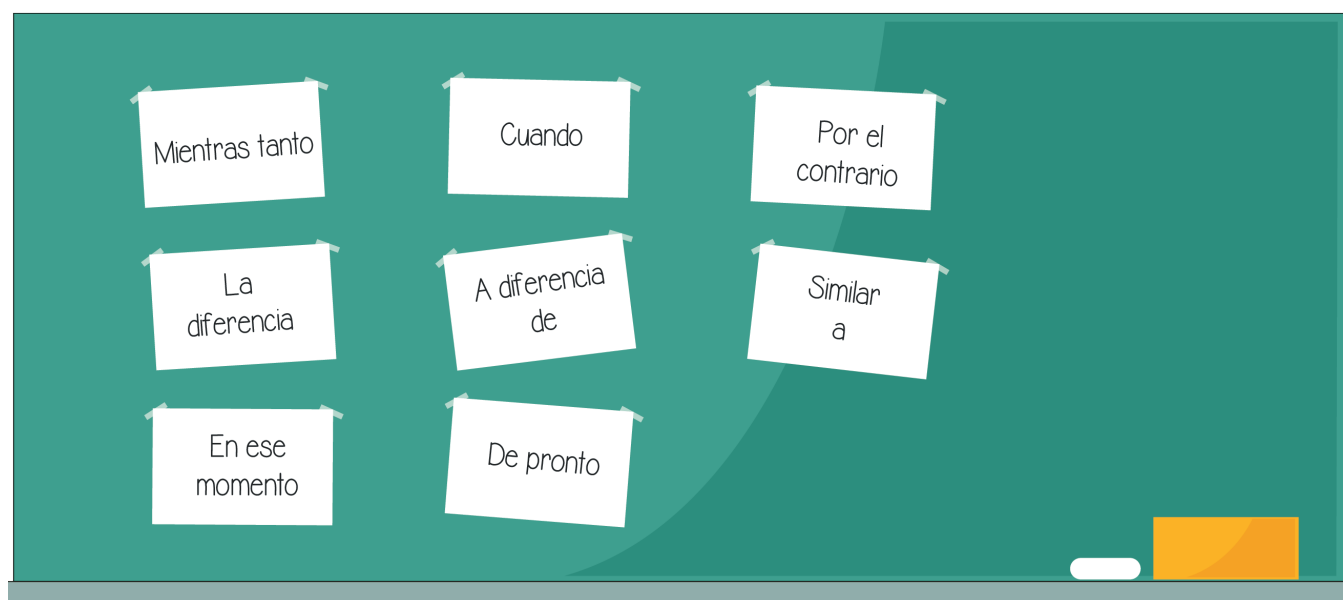 Mientras tanto
Cuando
Por el
contrario
La
diferencia
A diferencia
de
Similar
a
En ese
momento
De pronto